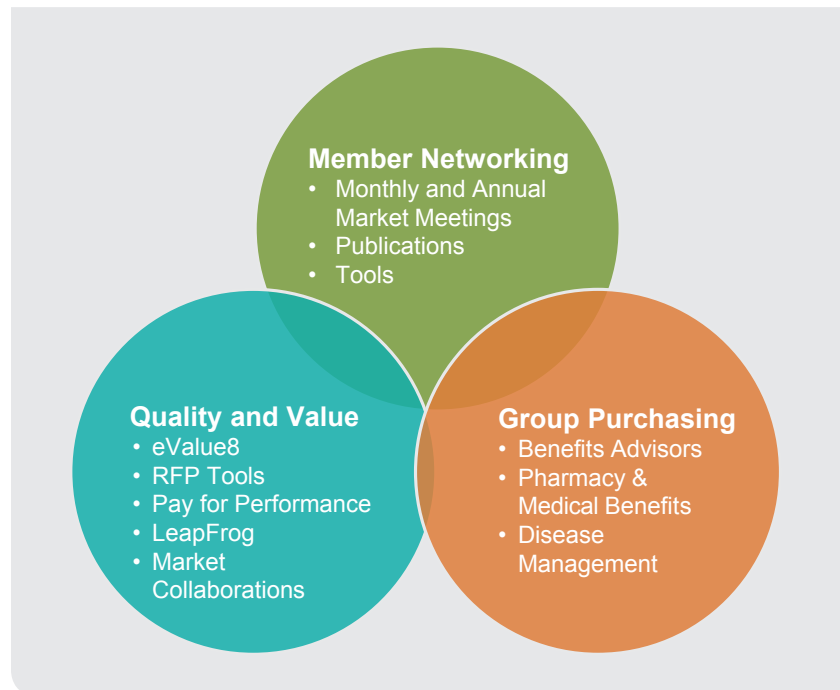 Member Networking
• Monthly and Annual
Market Meetings
• Publications
• Tools
Quality and Value
• eValue8
• RFP Tools
• Pay for Performance
• LeapFrog
• Market
Collaborations
Group Purchasing
• Benefits Advisors
• Pharmacy &
Medical Benefits
• Disease
Management